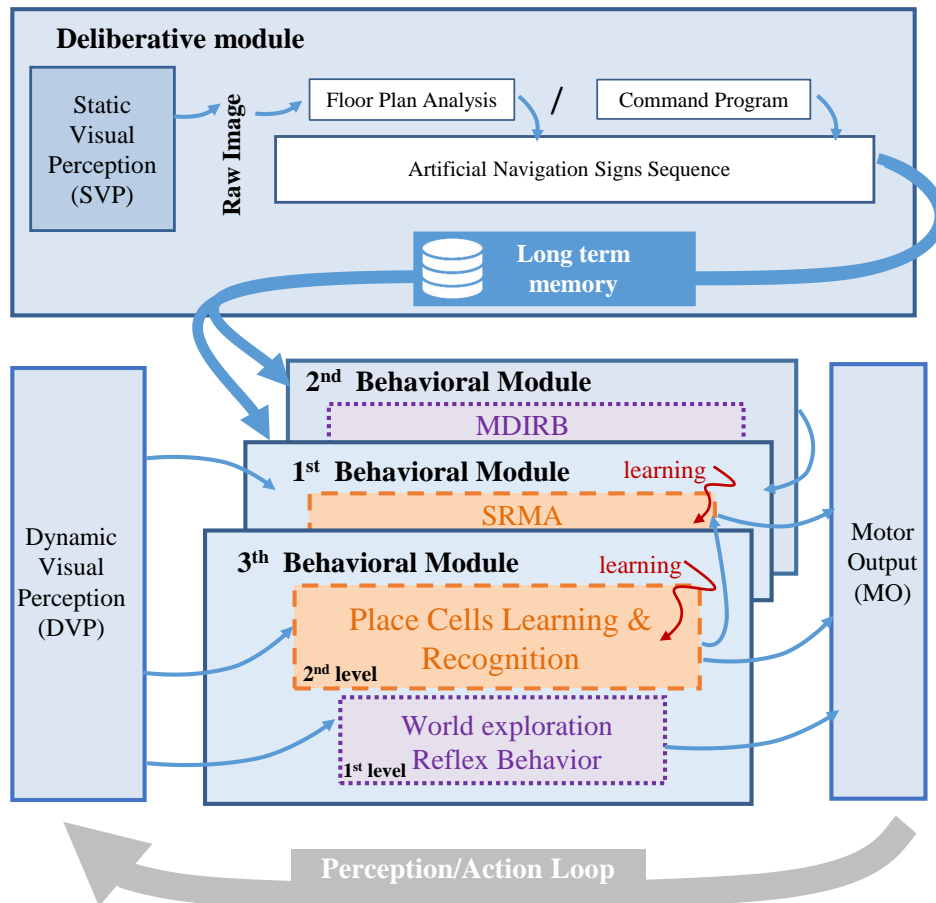 Deliberative module
Static
Visual
Perception
(SVP)
Raw Image
Floor Plan Analysis
/
Command Program
Artificial Navigation Signs Sequence
Long term
memory
2nd Behavioral Module
MDIRB
1st Behavioral Module
learning
SRMA
3th Behavioral Module
learning
Place Cells Learning &
Recognition
2nd level
World exploration
Reflex Behavior
1st level
Dynamic
Visual
Perception
(DVP)
Motor
Output
(MO)
Perception/Action Loop